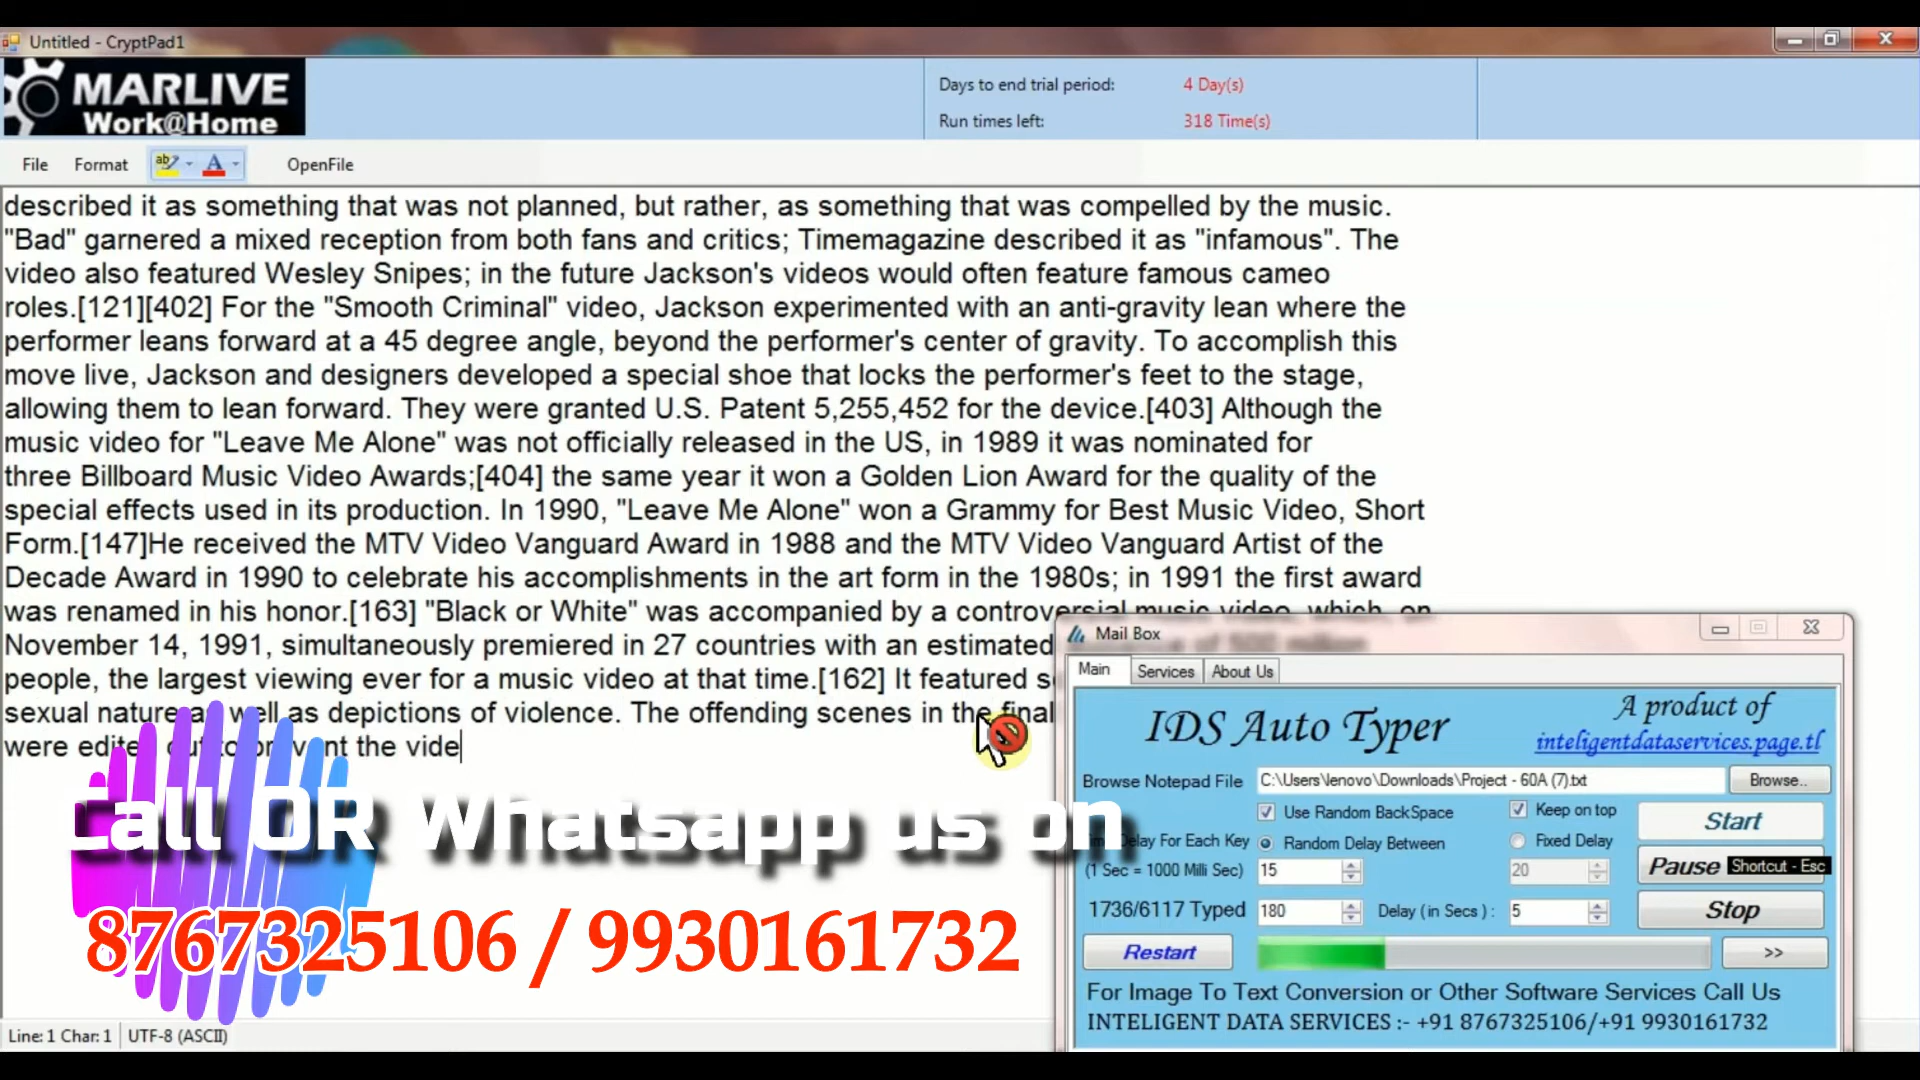 Untitled - CryptPad1
MARLIVE
Work@Home
Days to end trial period: 4 Day(s)
Run times left: 318 Time(s)
File Format ab A OpenFile
described it as something that was not planned, but rather, as something that was compelled by the music.
"Bad" garnered a mixed reception from both fans and critics; Timemagazine described it as "infamous". The
video also featured Wesley Snipes; in the future Jackson's videos would often feature famous cameo
roles.[121][402] For the "Smooth Criminal" video, Jackson experimented with an anti-gravity lean where the
performer leans forward at a 45 degree angle, beyond the performer's center of gravity. To accomplish this
move live, Jackson and designers developed a special shoe that locks the performer's feet to the stage,
allowing them to lean forward. They were granted U.S. Patent 5,255,452 for the device.[403] Although the
music video for "Leave Me Alone" was not officially released in the US, in 1989 it was nominated for
three Billboard Music Video Awards;[404] the same year it won a Golden Lion Award for the quality of the
special effects used in its production. In 1990, "Leave Me Alone" won a Grammy for Best Music Video, Short
Form.[147]He received the MTV Video Vanguard Award in 1988 and the MTV Video Vanguard Artist of the
Decade Award in 1990 to celebrate his accomplishments in the art form in the 1980s; in 1991 the first award
was renamed in his honor.[163] "Black or White" was accompanied by a controversial music video, which, on
November 14, 1991, simultaneously premiered in 27 countries with an estimated audience of 500 million
people, the largest viewing ever for a music video at that time.[162] It featured
sexual nature as well as depictions of violence. The offending scenes in the final
were edited out to prevent the vide
Call OR Whatsapp us on
8767325106 / 9930161732
Line: 1 Char: 1 UTF-8 (ASCII)
Mail Box
Main Services About Us
IDS Auto Typer
A product of
inteligentdataservices.page.tl
Browse Notepad File C:\Users\lenovo\Downloads\Project - 60A (7).txt Browse..
Use Random BackSpace Keep on top Start
Delay For Each Key Random Delay Between Fixed Delay
(1 Sec = 1000 Milli Sec) 15 20 Pause Shortcut - Esc
1736/6117 Typed 180 Delay (in Secs) : 5 Stop
Restart >>
For Image To Text Conversion or Other Software Services Call Us
INTELIGENT DATA SERVICES :- +91 8767325106/+91 9930161732